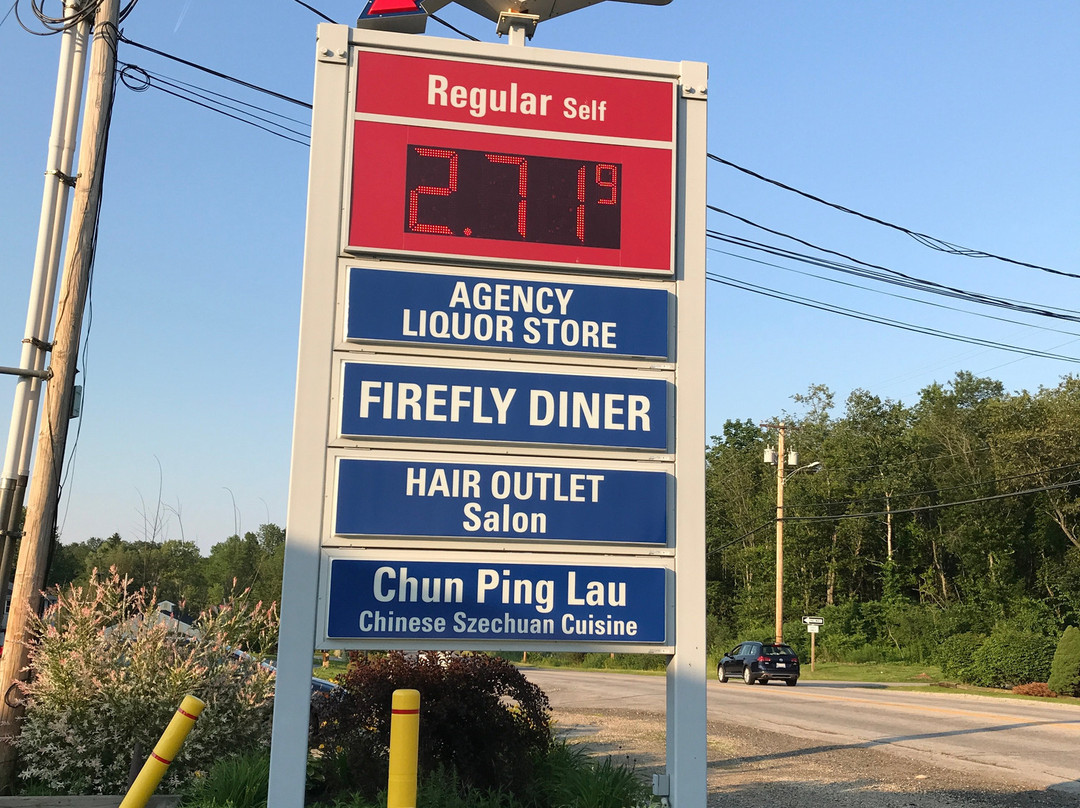 Regular Self
2.71 9
AGENCY
LIQUOR STORE
FIREFLY DINER
HAIR OUTLET
Salon
Chun Ping Lau
Chinese Szechuan Cuisine